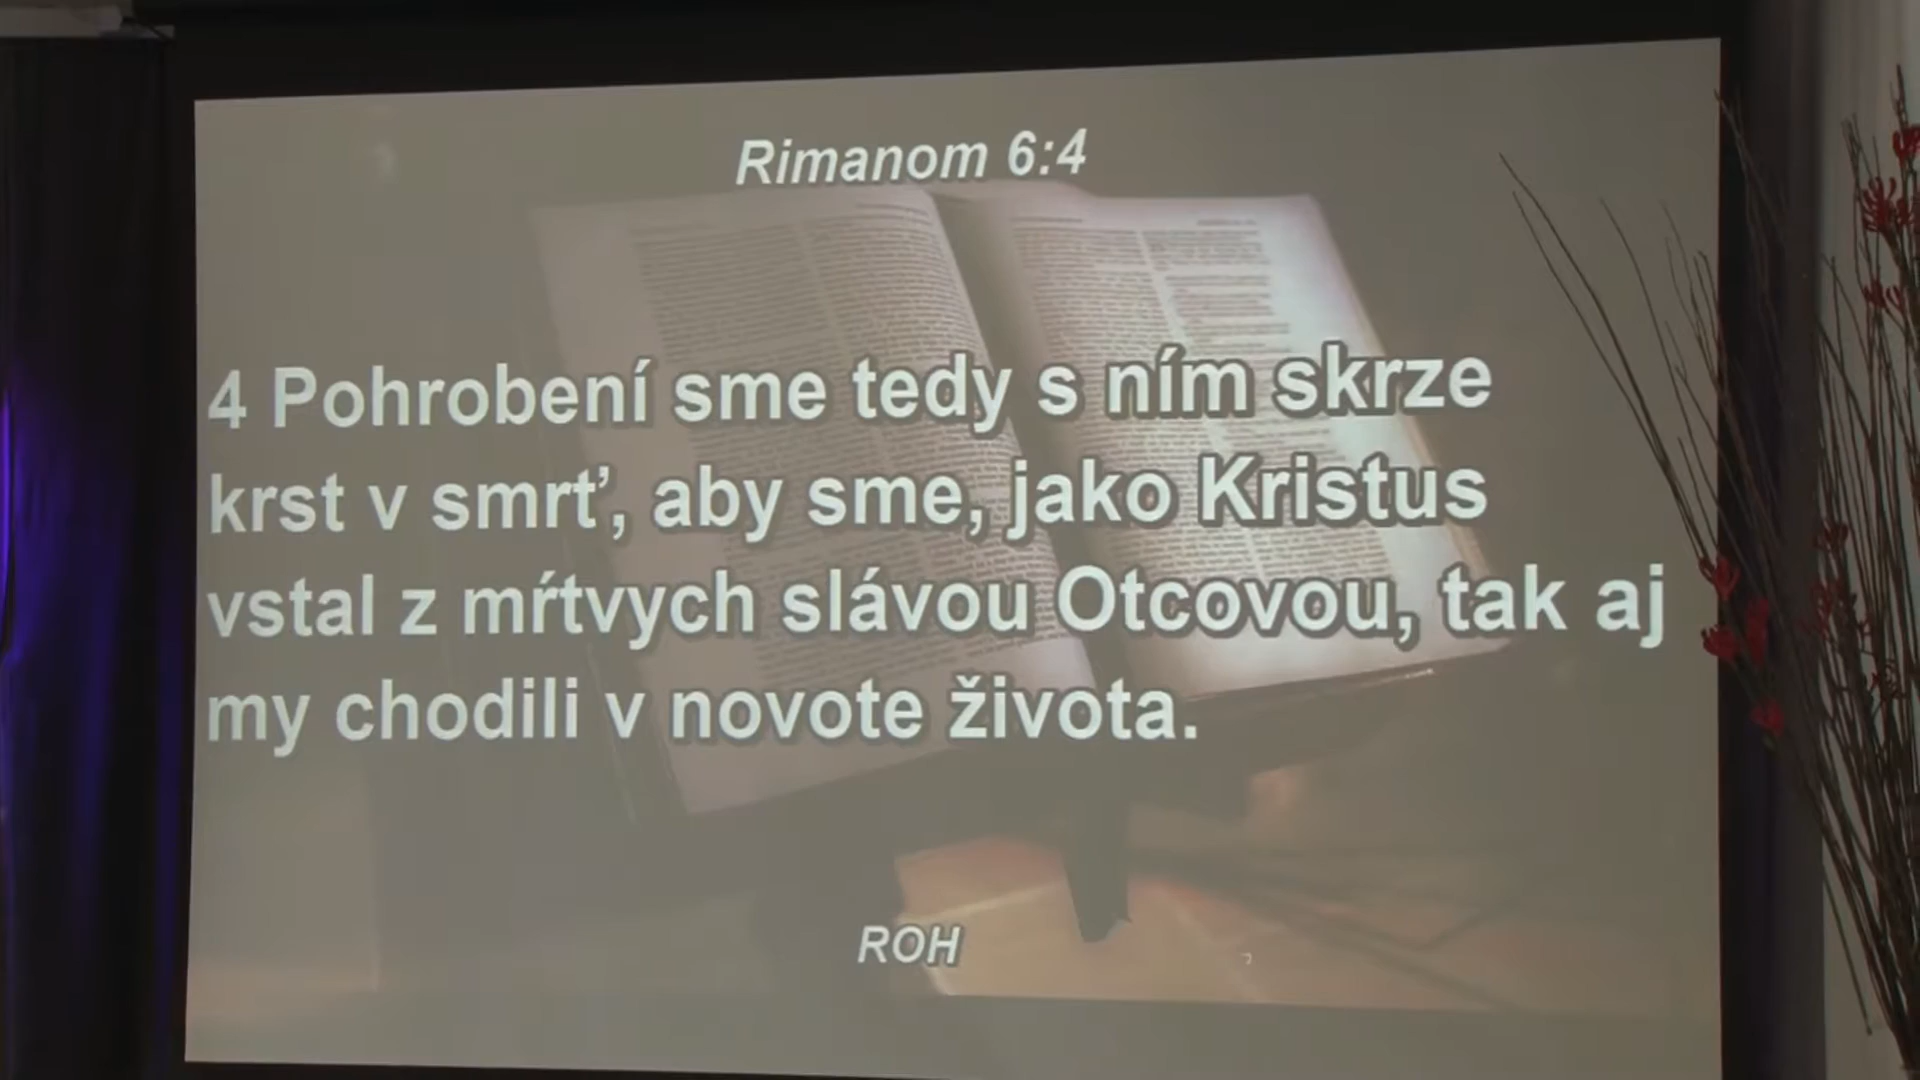 Rimanom 6:4
4 Pohrobení sme tedy s ním skrze
krst v smrť, aby sme, jako Kristus
vstal z mŕtvych slávou Otcovou, tak aj
my chodili v novote života.
ROH